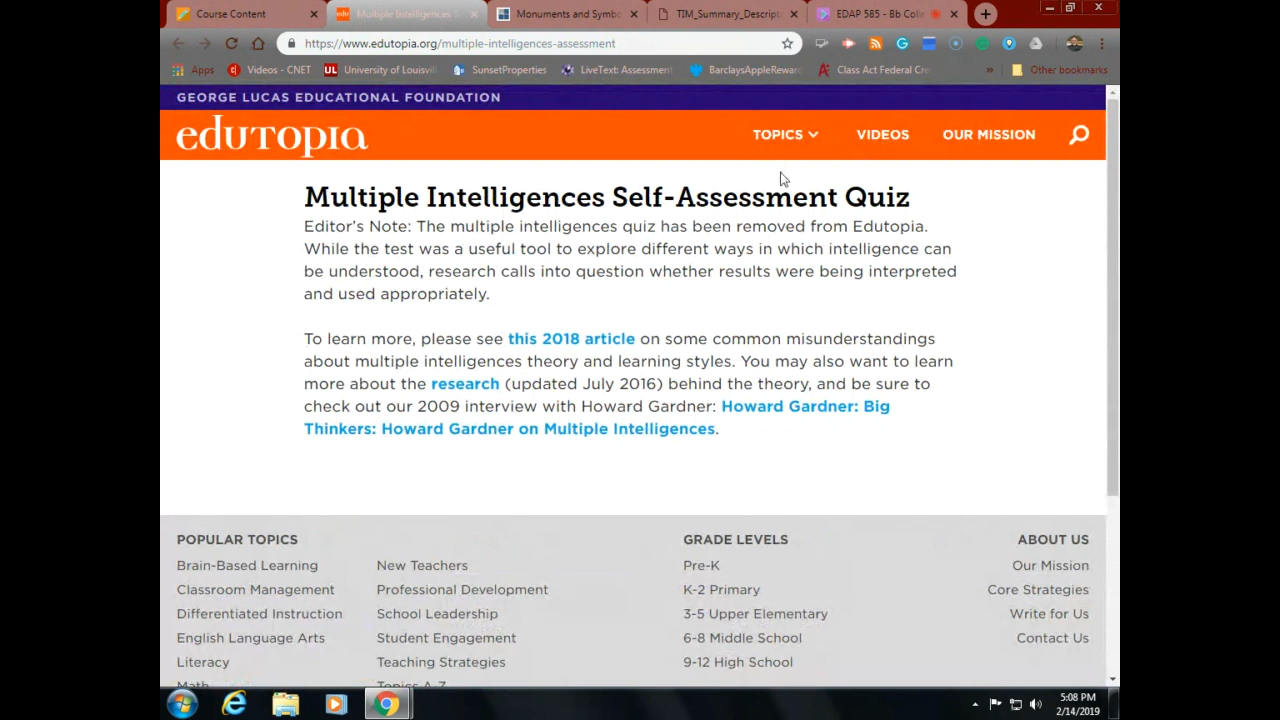 Course Content
Multiple Intelligences S
Monuments and Symbo
TIM_Summary_Descript
EDAP 585 - Bb Colle
https://www.edutopia.org/multiple-intelligences-assessment
Apps
Videos - CNET
University of Louisvill
SunsetProperties
LiveText: Assessment
BarclaysAppleReward
Class Act Federal Cre
»
Other bookmarks
GEORGE LUCAS EDUCATIONAL FOUNDATION
edutopia
TOPICS
VIDEOS
OUR MISSION
Multiple Intelligences Self-Assessment Quiz
Editor's Note: The multiple intelligences quiz has been removed from Edutopia.
While the test was a useful tool to explore different ways in which intelligence can
be understood, research calls into question whether results were being interpreted
and used appropriately.
To learn more, please see this 2018 article on some common misunderstandings
about multiple intelligences theory and learning styles. You may also want to learn
more about the research (updated July 2016) behind the theory, and be sure to
check out our 2009 interview with Howard Gardner: Howard Gardner: Big
Thinkers: Howard Gardner on Multiple Intelligences.
POPULAR TOPICS
Brain-Based Learning
Classroom Management
Differentiated Instruction
English Language Arts
Literacy
Math
New Teachers
Professional Development
School Leadership
Student Engagement
Teaching Strategies
Topics A-Z
GRADE LEVELS
Pre-K
K-2 Primary
3-5 Upper Elementary
6-8 Middle School
9-12 High School
ABOUT US
Our Mission
Core Strategies
Write for Us
Contact Us
5:08 PM
2/14/2019